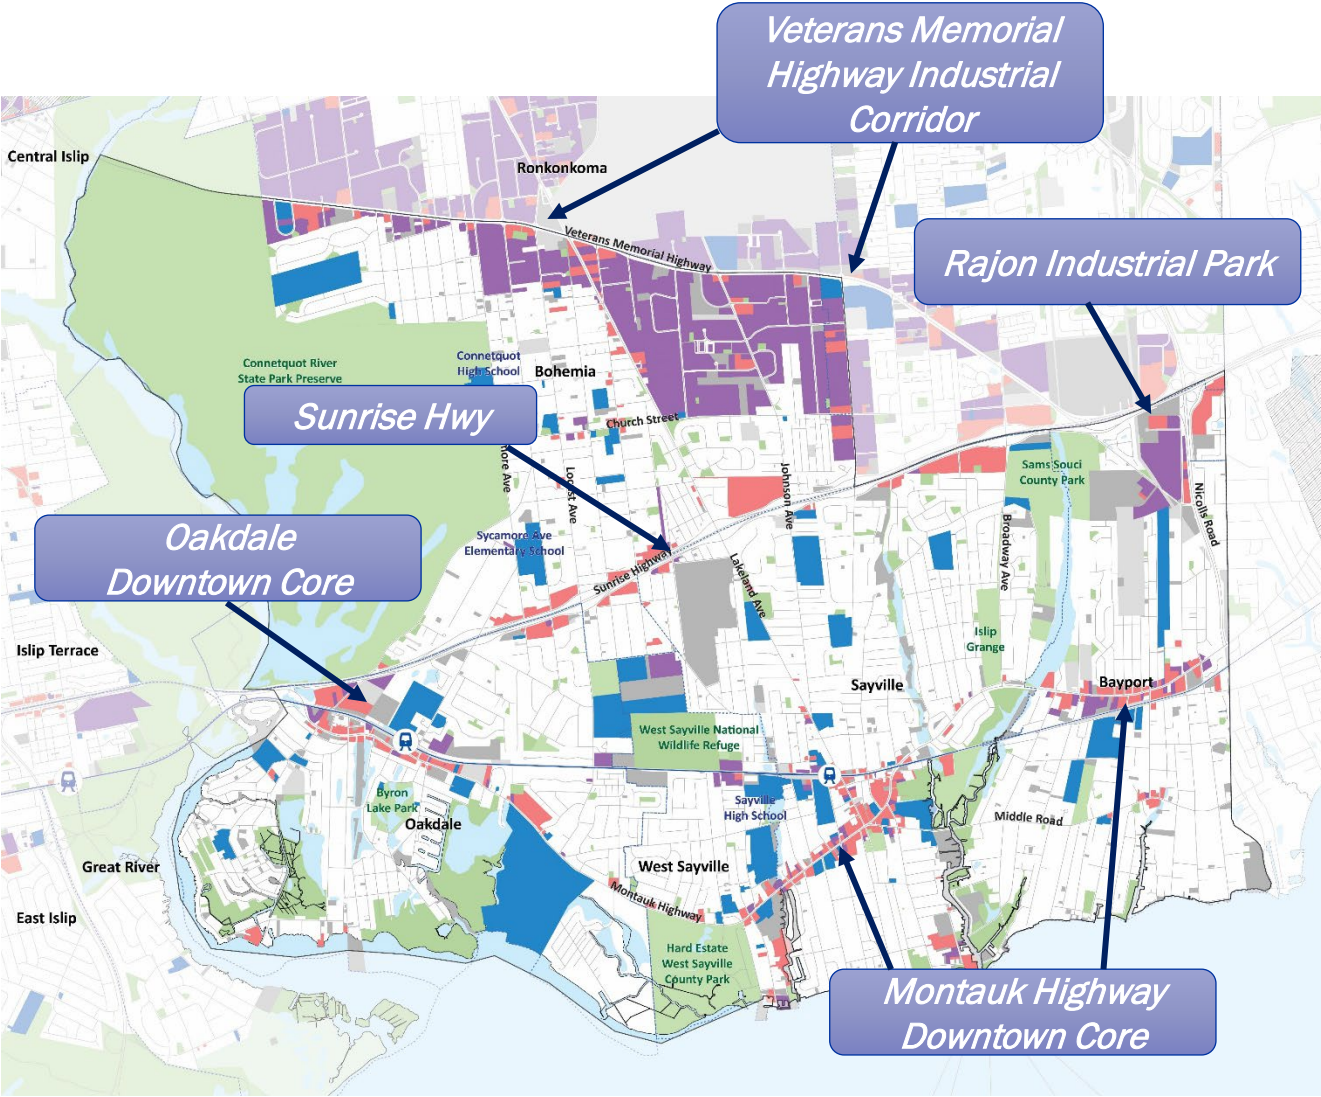 Veterans Memorial
Highway Industrial
Corridor
Central Islip
Ronkonkoma
Veterans Memorial Highway
Rajon Industrial Park
Connetquot River
State Park Preserve
Connetquot
High School
Bohemia
Sunrise Hwy
Church Street
more Ave
Locust Ave
Johnson Ave
Sams Souci
County Park
Nicolls Road
Broadway Ave
Oakdale
Downtown Core
Sycamore Ave
Elementary School
Sunrise Highway
Lakeland Ave
Islip Terrace
Islip
Grange
Sayville
Bayport
West Sayville National
Wildlife Refuge
Byron
Lake Park
Oakdale
Sayville
High School
Middle Road
Great River
West Sayville
Montauk Highway
East Islip
Hard Estate
West Sayville
County Park
Montauk Highway
Downtown Core